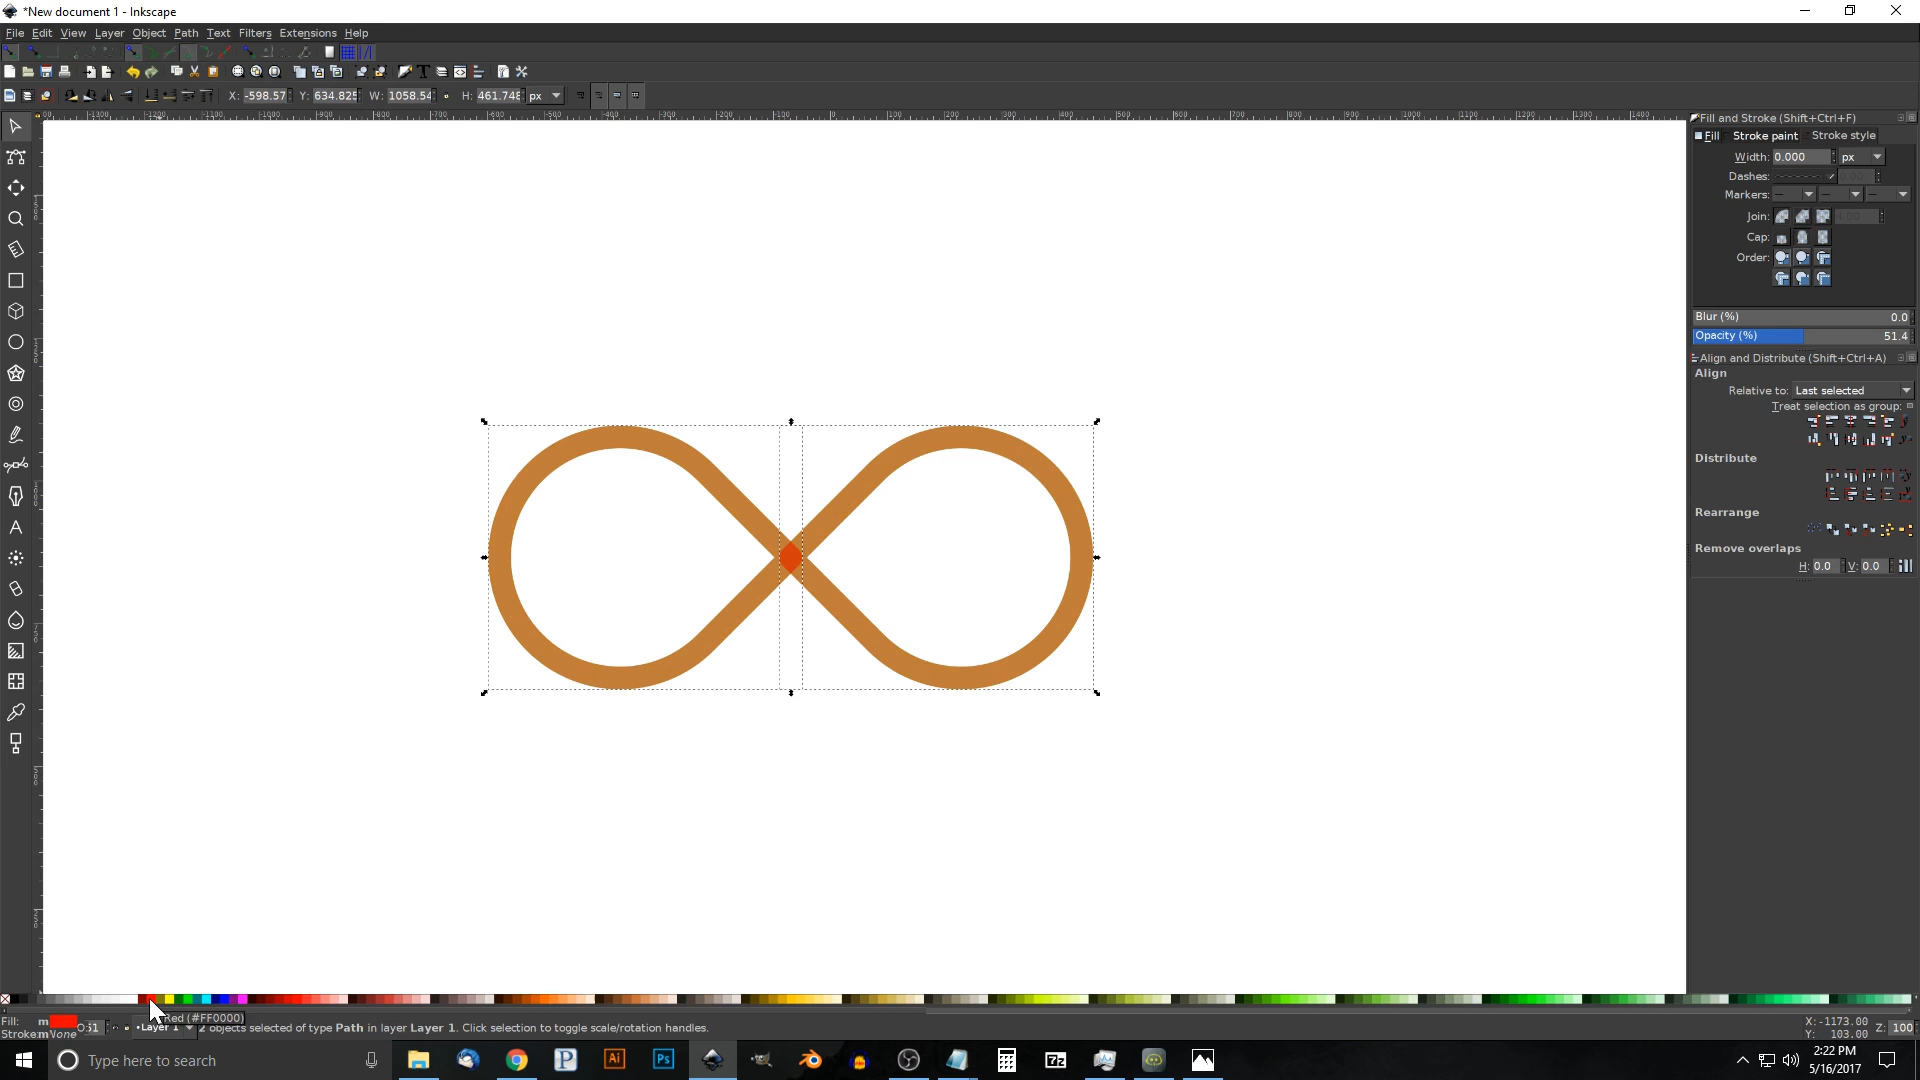 *New document 1 - Inkscape
File Edit View Layer Object Path Text Filters Extensions Help
X: -598.57 Y: 634.825 W: 1058.54 H: 461.748 px
Fill and Stroke (Shift+Ctrl+F)
Fill Stroke paint Stroke style
Width: 0.000 px
Dashes:
Markers:
Join:
Cap:
Order:
Blur (%) 0.0
Opacity (%) 51.4
Align and Distribute (Shift+Ctrl+A)
Align
Relative to: Last selected
Treat selection as group:
Distribute
Rearrange
Remove overlaps
H: 0.0 V: 0.0
Red (#FF0000)
Fill: m O:51 •Layer 1 2 objects selected of type Path in layer Layer 1. Click selection to toggle scale/rotation handles.
Stroke: m None
X:-1173.00 Z: 100
Y: 103.00
Type here to search
Ai
Ps
7z
2:22 PM
5/16/2017